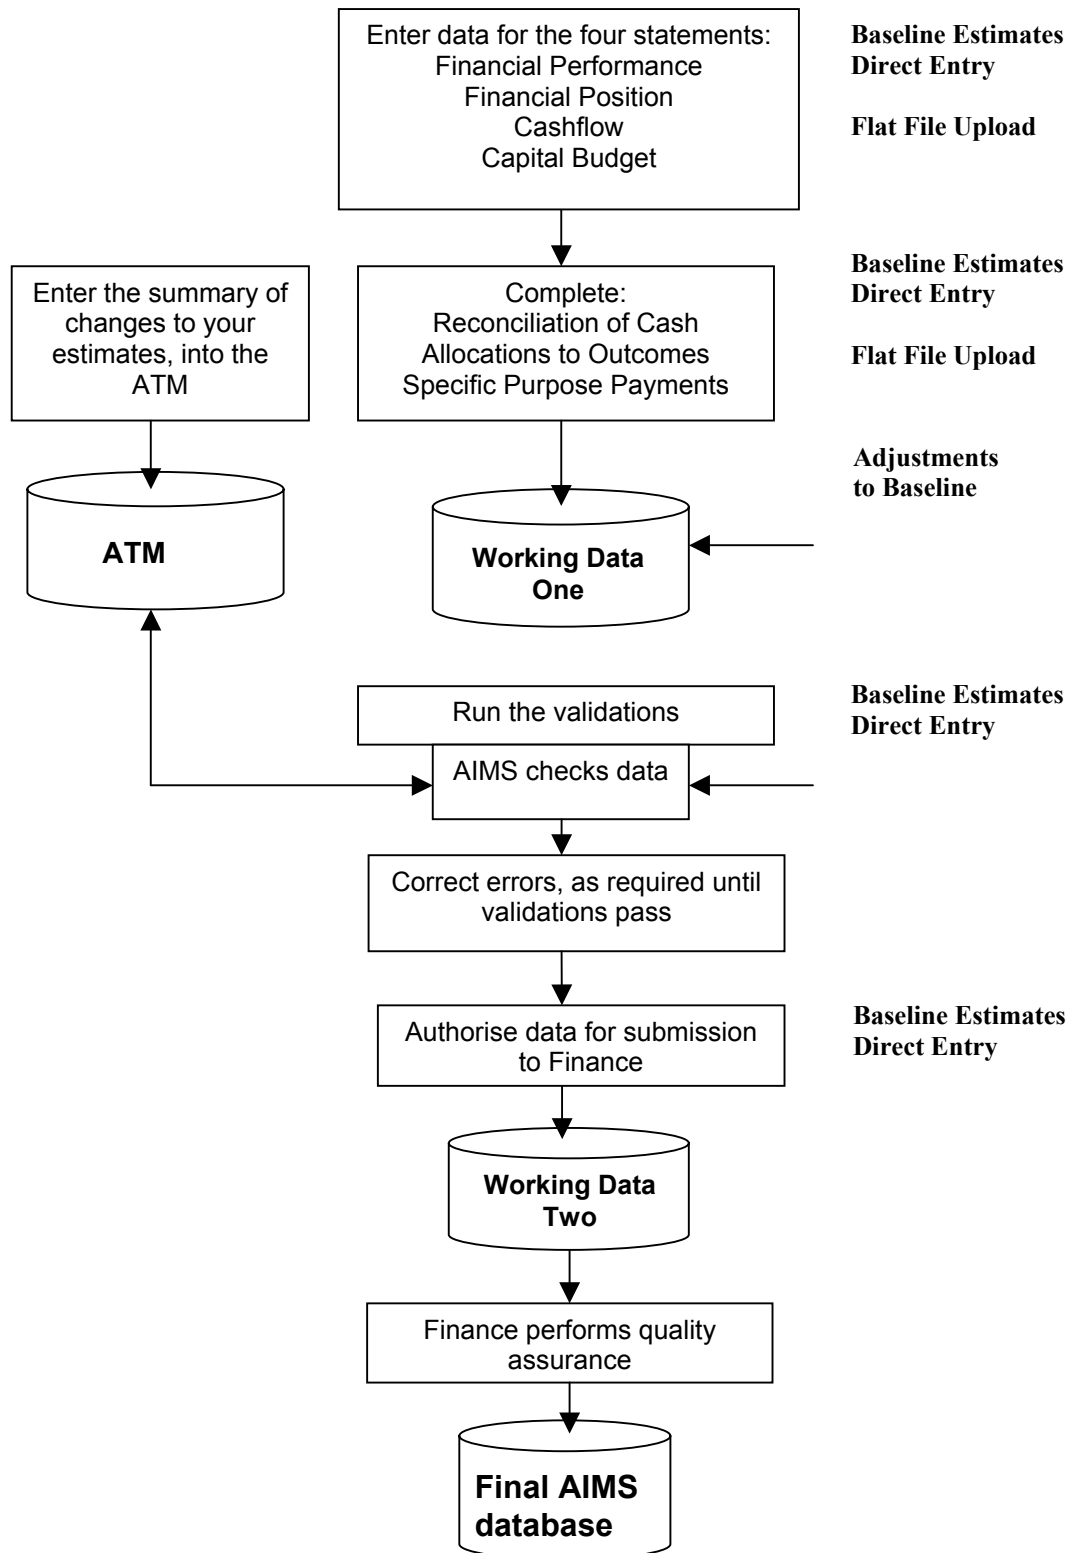 Enter data for the four statements:
Financial Performance
Financial Position
Cashflow
Capital Budget
Baseline Estimates
Direct Entry
Flat File Upload
Enter the summary of
changes to your
estimates, into the
ATM
Complete:
Reconciliation of Cash
Allocations to Outcomes
Specific Purpose Payments
Baseline Estimates
Direct Entry
Flat File Upload
Adjustments
to Baseline
ATM
Working Data
One
Run the validations
Baseline Estimates
Direct Entry
AIMS checks data
Correct errors, as required until
validations pass
Authorise data for submission
to Finance
Baseline Estimates
Direct Entry
Working Data
Two
Finance performs quality
assurance
Final AIMS
database